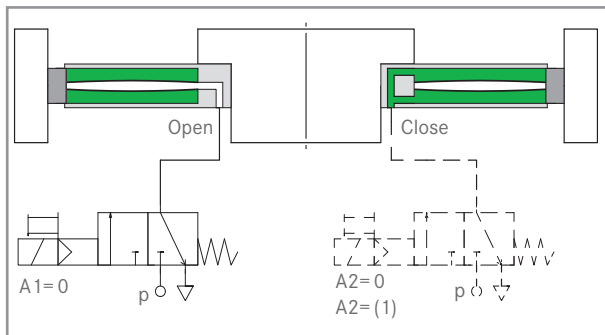 Open
Close
A1= 0
p
A2= 0
A2= (1)
p